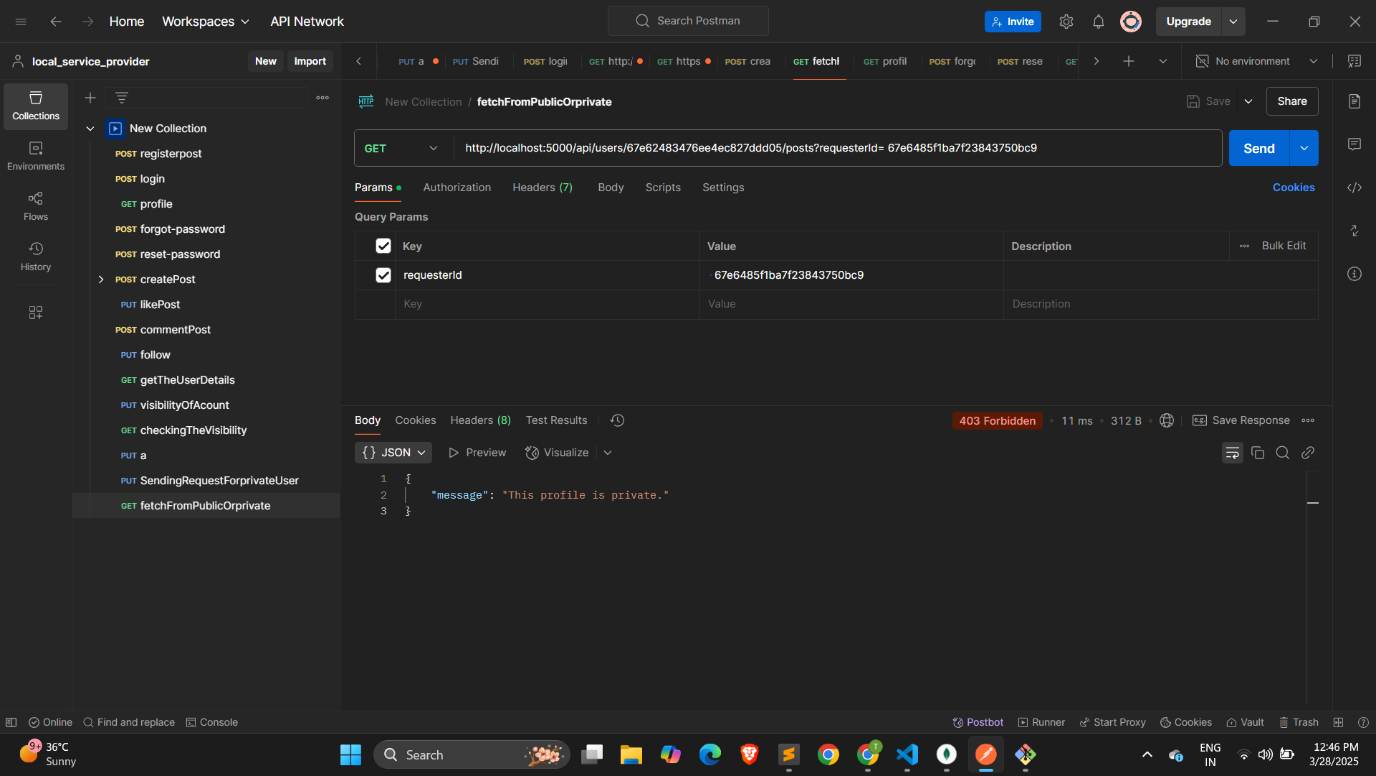 Home Workspaces API Network Search Postman Invite Upgrade
local_service_provider New Import
PUT a PUT Sendi POST login GET http:/ GET https POST crea GET fetchF GET profil POST forgo POST rese GET No environment
Collections
Environments
Flows
History
New Collection
POST registerpost
POST login
GET profile
POST forgot-password
POST reset-password
POST createPost
PUT likePost
POST commentPost
PUT follow
GET getTheUserDetails
PUT visibilityOfAcount
GET checkingTheVisibility
PUT a
PUT SendingRequestForprivateUser
GET fetchFromPublicOrprivate
HTTP New Collection / fetchFromPublicOrprivate Save Share
GET http://localhost:5000/api/users/67e62483476ee4ec827ddd05/posts?requesterId= 67e6485f1ba7f23843750bc9 Send
Params Authorization Headers (7) Body Scripts Settings Cookies
Query Params
Key Value Description Bulk Edit
requesterId 67e6485f1ba7f23843750bc9
Key Value Description
Body Cookies Headers (8) Test Results 403 Forbidden 11 ms 312 B e.g. Save Response
{} JSON Preview Visualize
1 {
2 "message": "This profile is private."
3 }
Online Find and replace Console Postbot Runner Start Proxy Cookies Vault Trash
9+ 36°C
Sunny
Search
T
ENG
IN
12:46 PM
3/28/2025